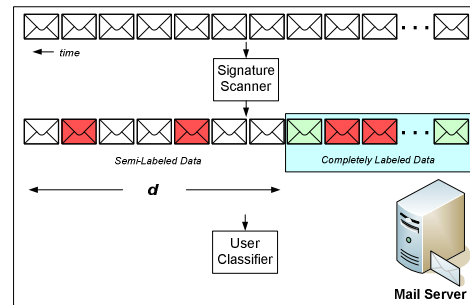 time
Signature
Scanner
Semi-Labeled Data
Completely Labeled Data
d
User
Classifier
Mail Server